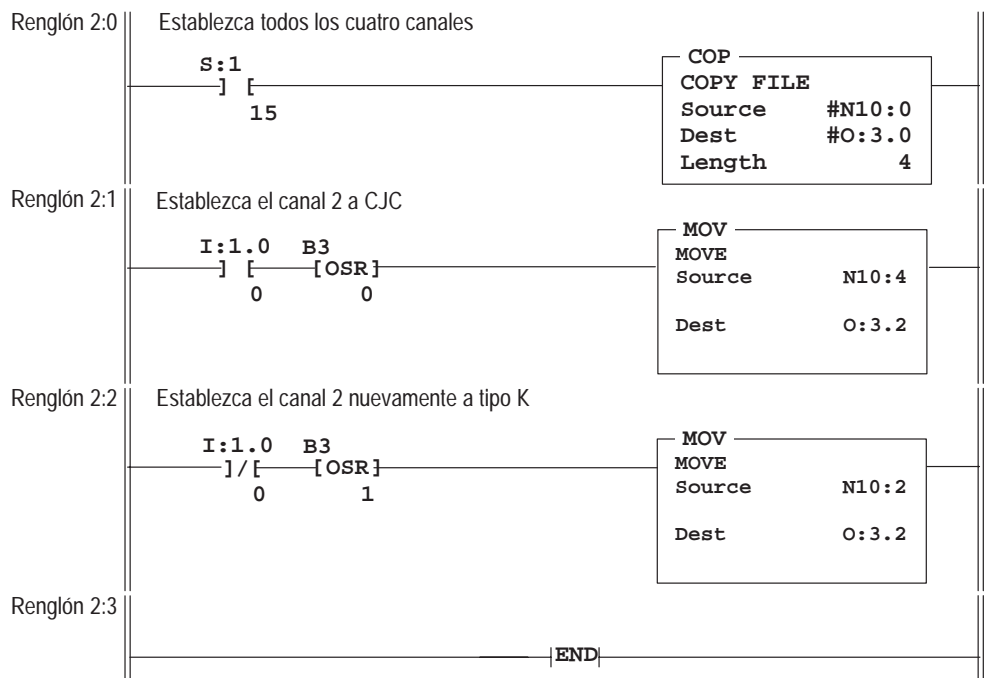 Renglón 2:0 Establezca todos los cuatro canales
S:1
] [
15
COP
COPY FILE
Source #N10:0
Dest #O:3.0
Length 4
Renglón 2:1 Establezca el canal 2 a CJC
I:1.0 B3
] [ [OSR]
0 0
MOV
MOVE
Source N10:4
Dest O:3.2
Renglón 2:2 Establezca el canal 2 nuevamente a tipo K
I:1.0 B3
]/[ [OSR]
0 1
MOV
MOVE
Source N10:2
Dest O:3.2
Renglón 2:3
END